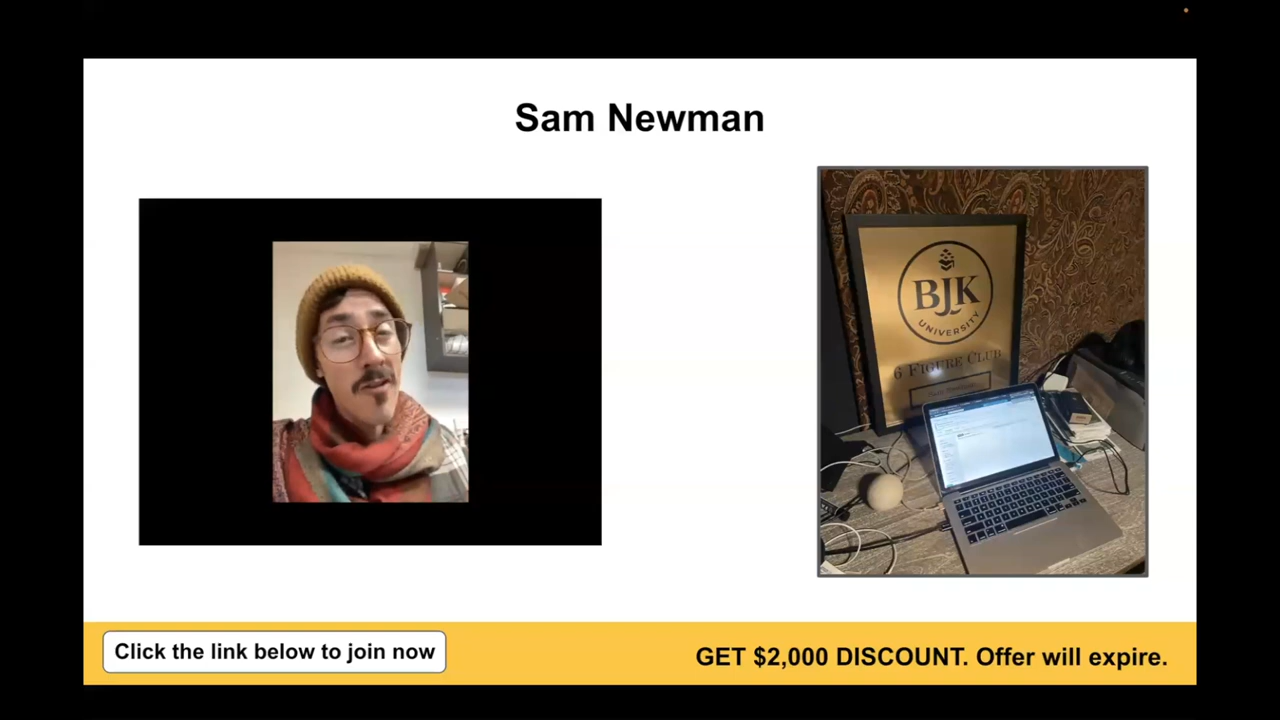 Sam Newman
BJK
UNIVERSITY
6 FIGURE CLUB
Click the link below to join now
GET $2,000 DISCOUNT. Offer will expire.